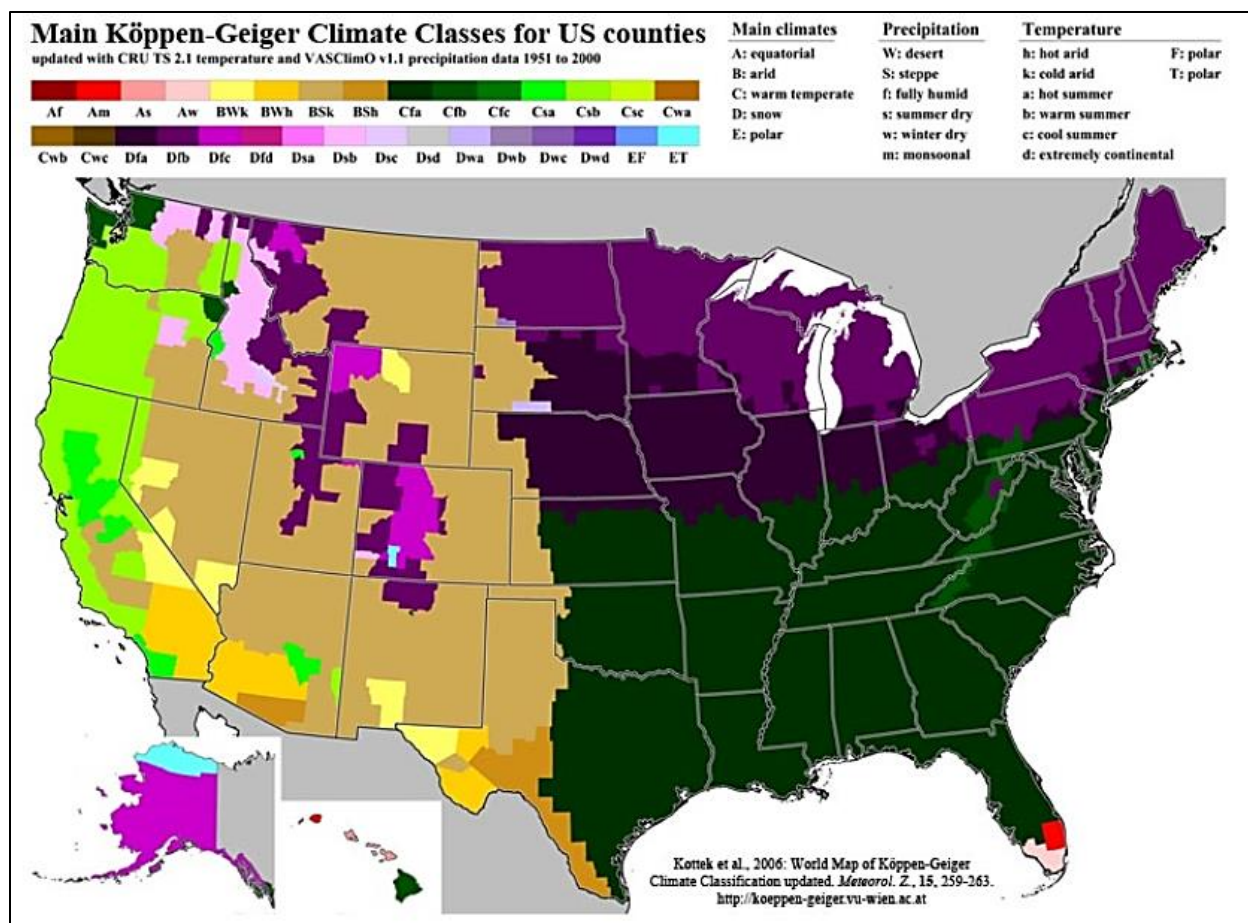 Main Köppen-Geiger Climate Classes for US counties
updated with CRU TS 2.1 temperature and VASClimO v1.1 precipitation data 1951 to 2000
Af Am As Aw BWk BWh BSk BSh Cfa Cfb Cfc Csa Csb Csc Cwa
Cwb Cwc Dfa Dfb Dfc Dfd Dsa Dsb Dsc Dsd Dwa Dwb Dwc Dwd EF ET
Main climates
A: equatorial
B: arid
C: warm temperate
D: snow
E: polar
Precipitation
W: desert
S: steppe
f: fully humid
s: summer dry
w: winter dry
m: monsoonal
Temperature
h: hot arid
k: cold arid
a: hot summer
b: warm summer
c: cool summer
d: extremely continental
F: polar
T: polar
Kottek et al., 2006: World Map of Köppen-Geiger
Climate Classification updated. Meteorol. Z., 15, 259-263.
http://koeppen-geiger.vu-wien.ac.at